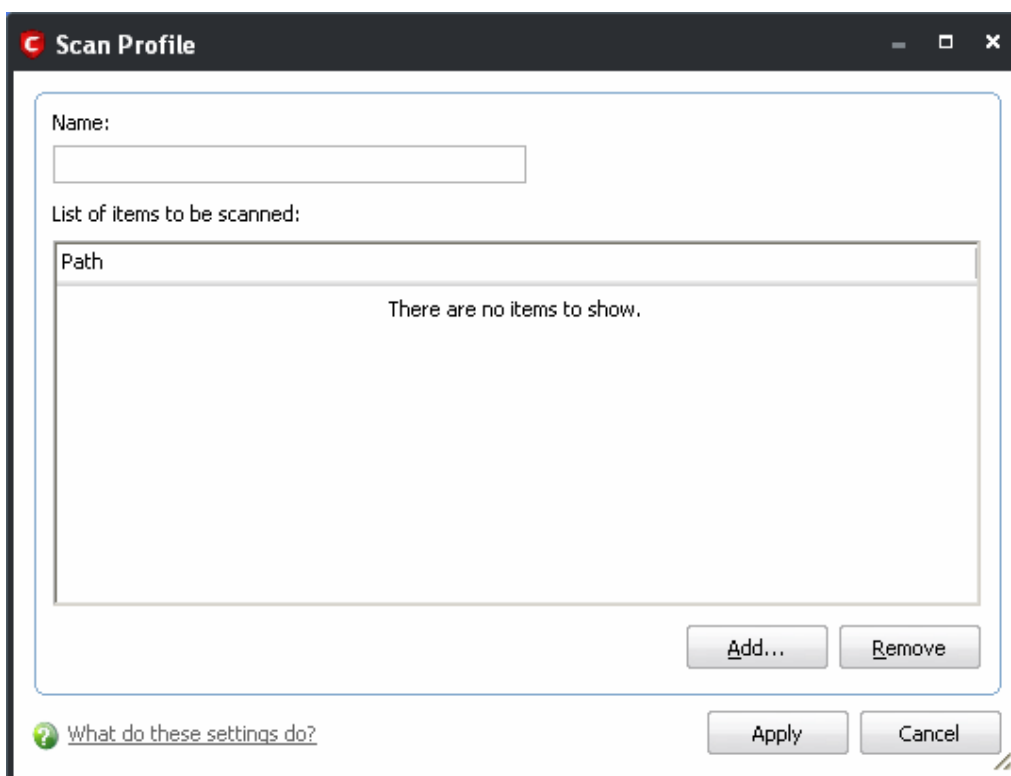 Scan Profile
Name:
List of items to be scanned:
Path
There are no items to show.
Add... Remove
What do these settings do? Apply Cancel